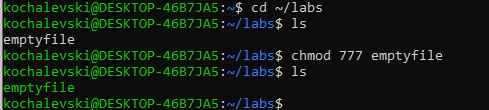 kochalevski@DESKTOP-46B7JA5:~$ cd ~/labs
kochalevski@DESKTOP-46B7JA5:~/labs$ ls
emptyfile
kochalevski@DESKTOP-46B7JA5:~/labs$ chmod 777 emptyfile
kochalevski@DESKTOP-46B7JA5:~/labs$ ls
emptyfile
kochalevski@DESKTOP-46B7JA5:~/labs$